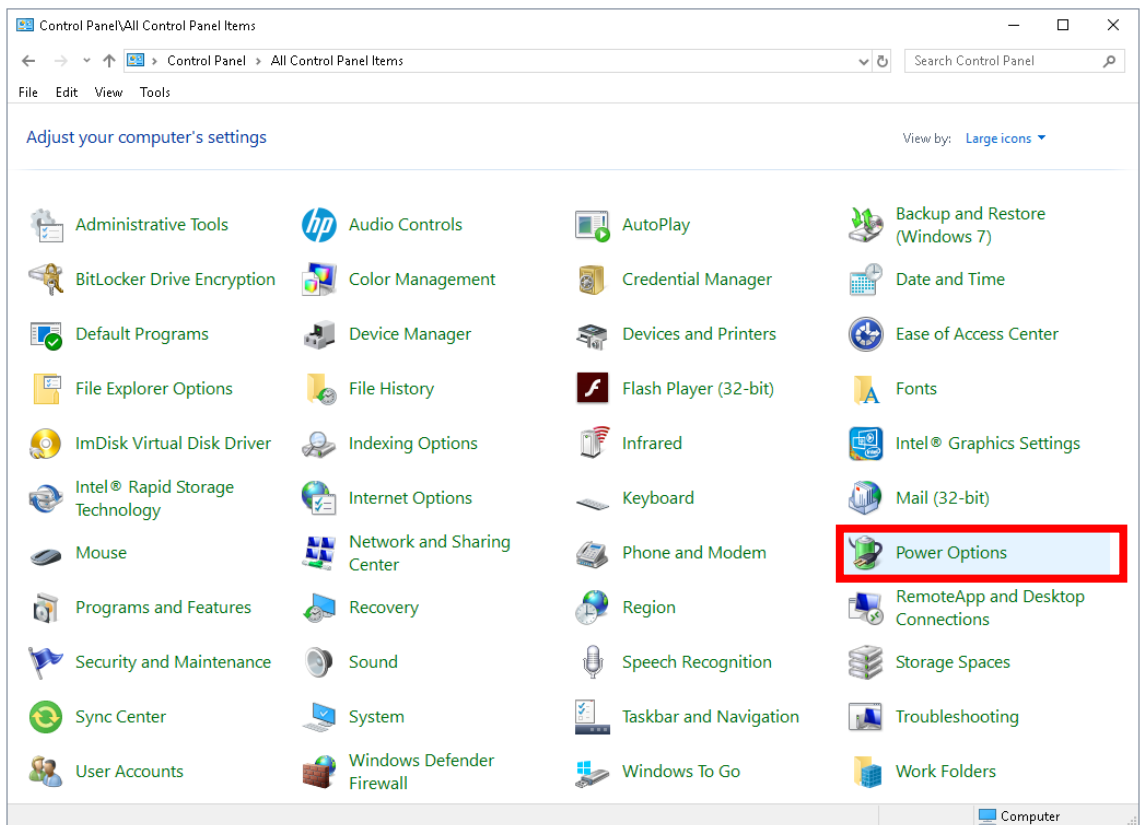 Control Panel\All Control Panel Items
Control Panel > All Control Panel Items
Search Control Panel
File Edit View Tools
Adjust your computer's settings
View by: Large icons
Administrative Tools
Audio Controls
AutoPlay
Backup and Restore
(Windows 7)
BitLocker Drive Encryption
Color Management
Credential Manager
Date and Time
Default Programs
Device Manager
Devices and Printers
Ease of Access Center
File Explorer Options
File History
Flash Player (32-bit)
Fonts
ImDisk Virtual Disk Driver
Indexing Options
Infrared
Intel® Graphics Settings
Intel® Rapid Storage
Technology
Internet Options
Keyboard
Mail (32-bit)
Mouse
Network and Sharing
Center
Phone and Modem
Power Options
Programs and Features
Recovery
Region
RemoteApp and Desktop
Connections
Security and Maintenance
Sound
Speech Recognition
Storage Spaces
Sync Center
System
Taskbar and Navigation
Troubleshooting
User Accounts
Windows Defender
Firewall
Windows To Go
Work Folders
Computer